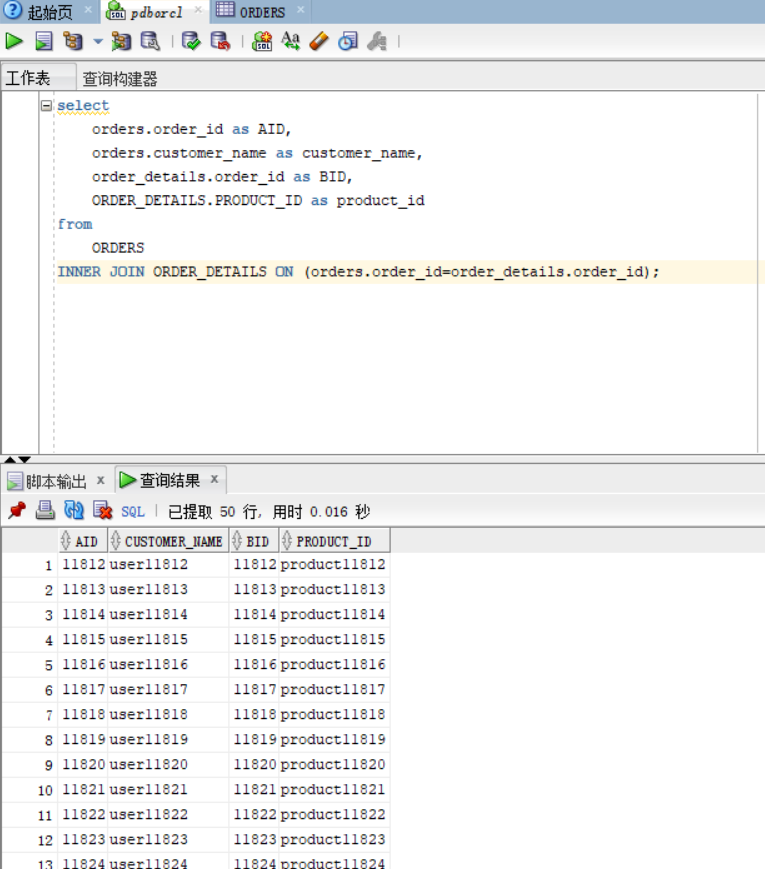 起始页 pdborcl ORDERS
工作表 查询构建器
select
orders.order_id as AID,
orders.customer_name as customer_name,
order_details.order_id as BID,
ORDER_DETAILS.PRODUCT_ID as product_id
from
ORDERS
INNER JOIN ORDER_DETAILS ON (orders.order_id=order_details.order_id);
脚本输出 x 查询结果 x
SQL | 已提取 50 行, 用时 0.016 秒
AID CUSTOMER_NAME BID PRODUCT_ID
1 11812 user11812 11812 product11812
2 11813 user11813 11813 product11813
3 11814 user11814 11814 product11814
4 11815 user11815 11815 product11815
5 11816 user11816 11816 product11816
6 11817 user11817 11817 product11817
7 11818 user11818 11818 product11818
8 11819 user11819 11819 product11819
9 11820 user11820 11820 product11820
10 11821 user11821 11821 product11821
11 11822 user11822 11822 product11822
12 11823 user11823 11823 product11823
13 11824 user11824 11824 product11824